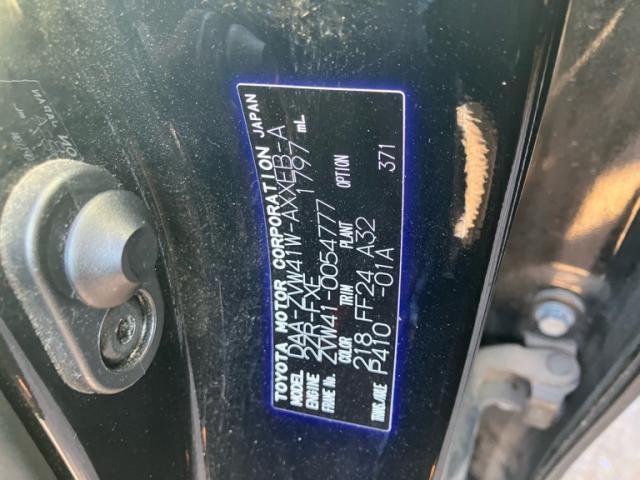 TOYOTA MOTOR CORPORATION JAPAN
MODEL DAA-ZVW41W-AXXEB-A
ENGINE 2ZR-FXE 1797 mL
FRAME No. ZVW41-0054777
COLOR TRIM PLANT OPTION
218 FF24 A32 371
TRANS./AXLE P410 -01A